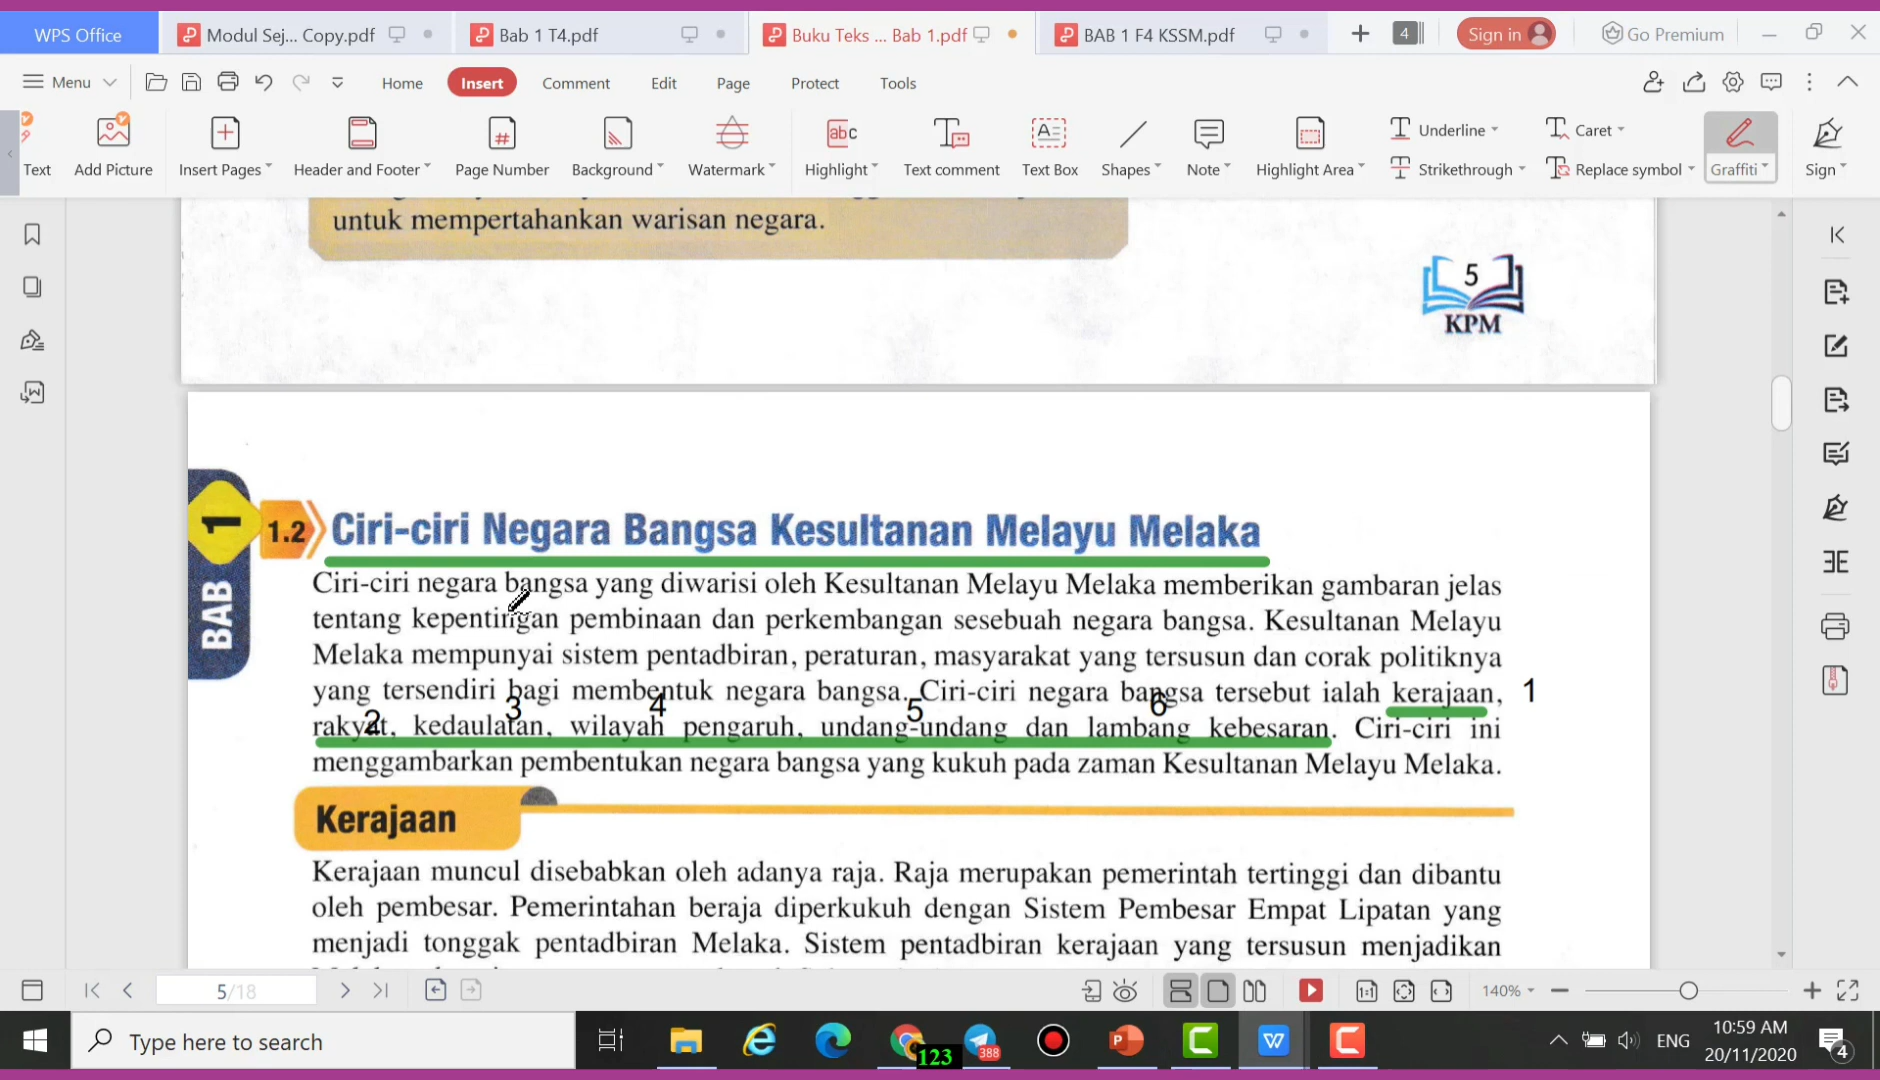 WPS Office
Modul Sej... Copy.pdf
Bab 1 T4.pdf
Buku Teks ... Bab 1.pdf
BAB 1 F4 KSSM.pdf
4
Sign in
Go Premium
Menu
Home
Insert
Comment
Edit
Page
Protect
Tools
Text
Add Picture
Insert Pages
Header and Footer
Page Number
Background
Watermark
Highlight
Text comment
Text Box
Shapes
Note
Highlight Area
Underline
Strikethrough
Caret
Replace symbol
Graffiti
Sign
untuk mempertahankan warisan negara.
5
KPM
BAB 1
1.2 Ciri-ciri Negara Bangsa Kesultanan Melayu Melaka
Ciri-ciri negara bangsa yang diwarisi oleh Kesultanan Melayu Melaka memberikan gambaran jelas
tentang kepentingan pembinaan dan perkembangan sesebuah negara bangsa. Kesultanan Melayu
Melaka mempunyai sistem pentadbiran, peraturan, masyarakat yang tersusun dan corak politiknya
yang tersendiri bagi membentuk negara bangsa. Ciri-ciri negara bangsa tersebut ialah kerajaan, 1
2 3 4 5 6
rakyat, kedaulatan, wilayah pengaruh, undang-undang dan lambang kebesaran. Ciri-ciri ini
menggambarkan pembentukan negara bangsa yang kukuh pada zaman Kesultanan Melayu Melaka.
Kerajaan
Kerajaan muncul disebabkan oleh adanya raja. Raja merupakan pemerintah tertinggi dan dibantu
oleh pembesar. Pemerintahan beraja diperkukuh dengan Sistem Pembesar Empat Lipatan yang
menjadi tonggak pentadbiran Melaka. Sistem pentadbiran kerajaan yang tersusun menjadikan
5/18
140%
Type here to search
123
388
ENG
10:59 AM
20/11/2020
4